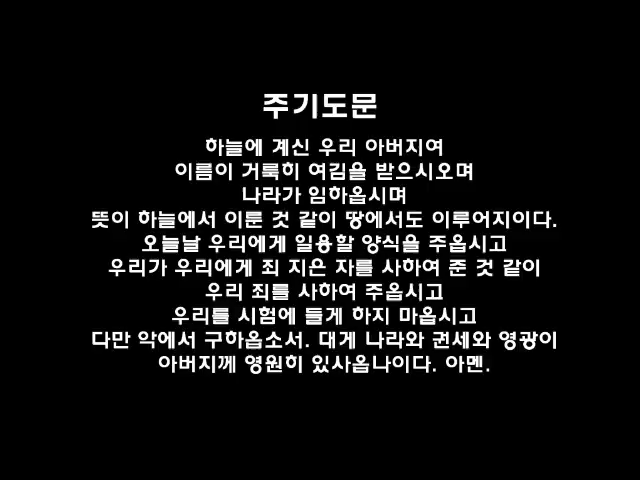 주기도문
하늘에 계신 우리 아버지여
이름이 거룩히 여김을 받으시오며
나라가 임하옵시며
뜻이 하늘에서 이룬 것 같이 땅에서도 이루어지이다.
오늘날 우리에게 일용할 양식을 주옵시고
우리가 우리에게 죄 지은 자를 사하여 준 것 같이
우리 죄를 사하여 주옵시고
우리를 시험에 들게 하지 마옵시고
다만 악에서 구하옵소서. 대게 나라와 권세와 영광이
아버지께 영원히 있사옵나이다. 아멘.